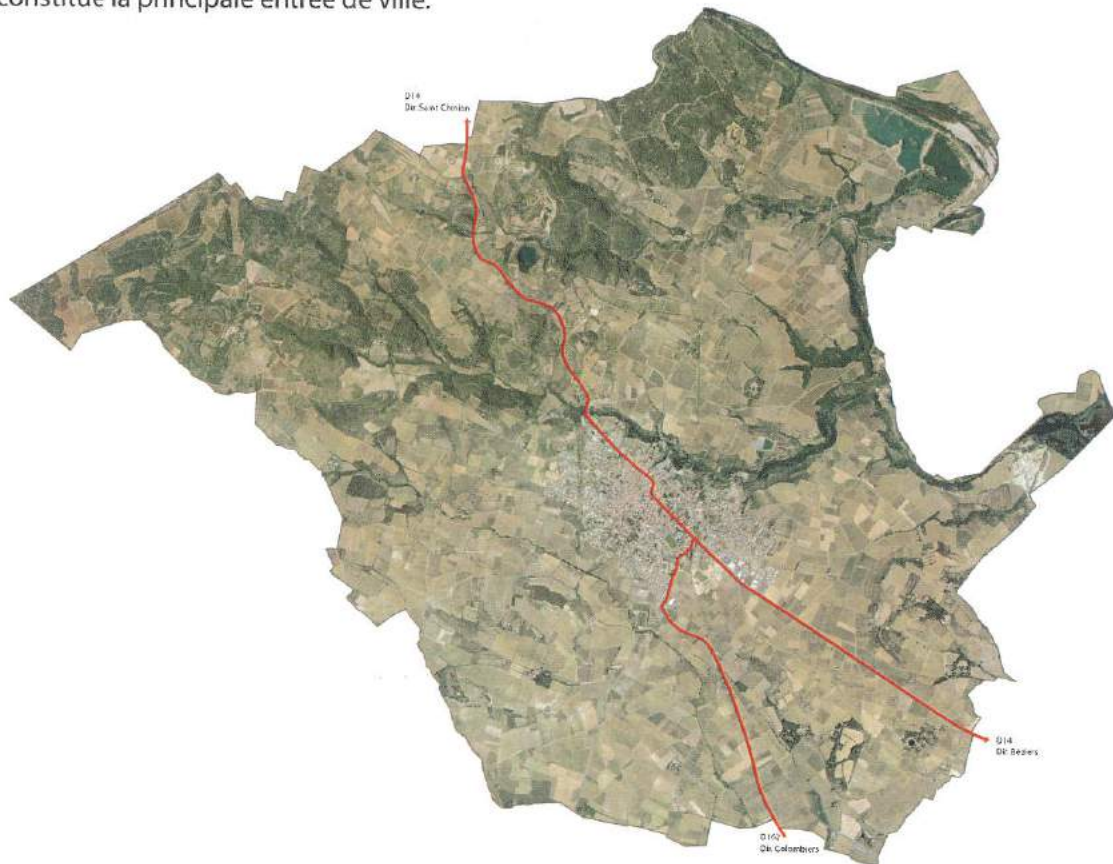 constitue la principale entrée de ville.
D14
Dir. Saint Chinian
D14
Dir. Béziers
D162
Dir. Colombiers